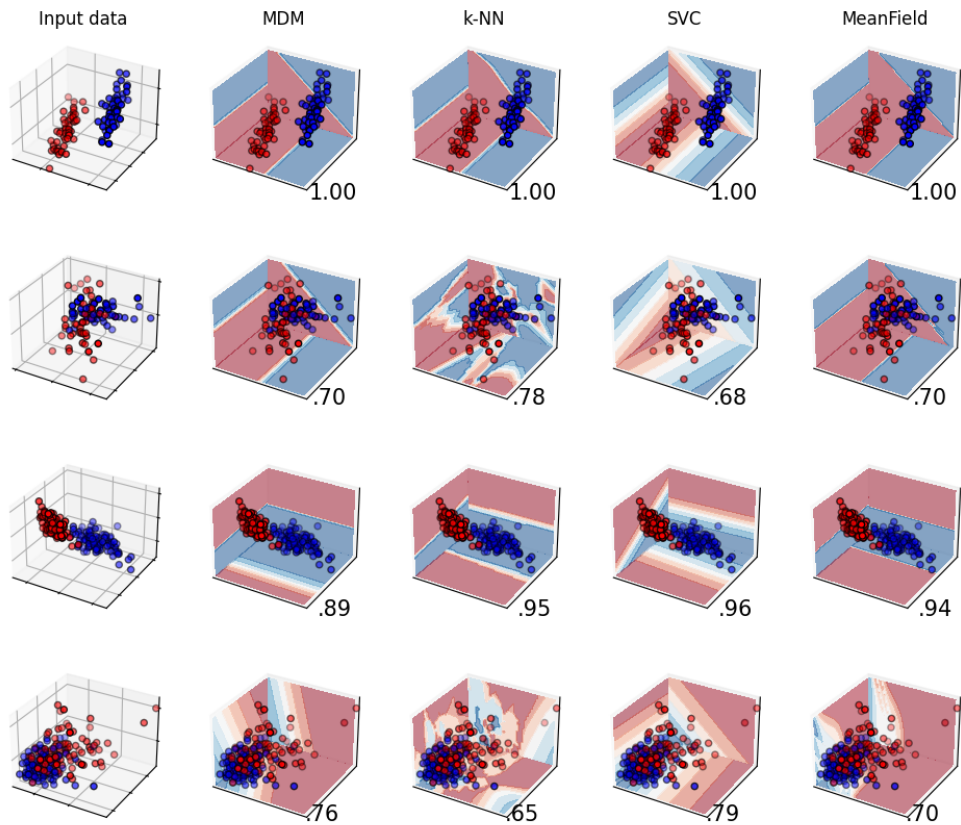 Input data MDM k-NN SVC MeanField
1.00 1.00 1.00 1.00
.70 .78 .68 .70
.89 .95 .96 .94
.76 .65 .79 .70